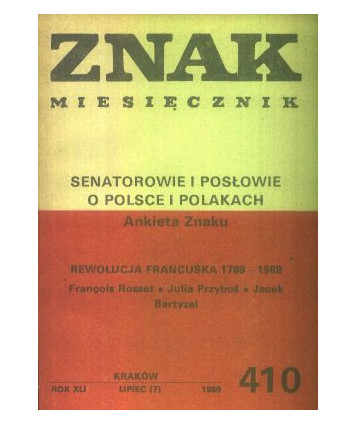 ZNAK
MIESIĘCZNIK
SENATOROWIE I POSŁOWIE
O POLSCE I POLAKACH
Ankieta Znaku
REWOLUCJA FRANCUSKA 1789 – 1989
François Rosset • Julia Przyboś • Jacek
Bartyzel
KRAKÓW
ROK XLI LIPIEC (7) 1989 410